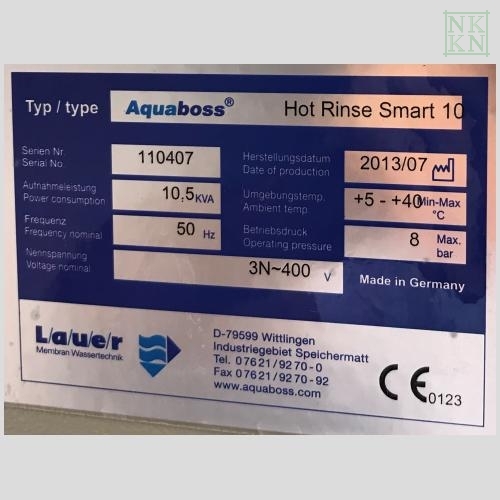 NK
KN
Typ / type Aquaboss® Hot Rinse Smart 10
Serien Nr. 110407 Herstellungsdatum 2013/07
Serial No. Date of production
Aufnahmeleistung 10,5 KVA Umgebungstemp. +5 - +40 Min-Max
Power consumption Ambient temp. °C
Frequenz 50 Hz Betriebsdruck 8 Max.
Frequency nominal Operating pressure bar
Nennspannung 3N~400 V
Voltage nominal Made in Germany
L/a/u/e/r
Membran Wassertechnik
D-79599 Wittlingen
Industriegebiet Speichermatt
Tel. 07621/9270-0
Fax 07621/9270-92
www.aquaboss.com
CE 0123